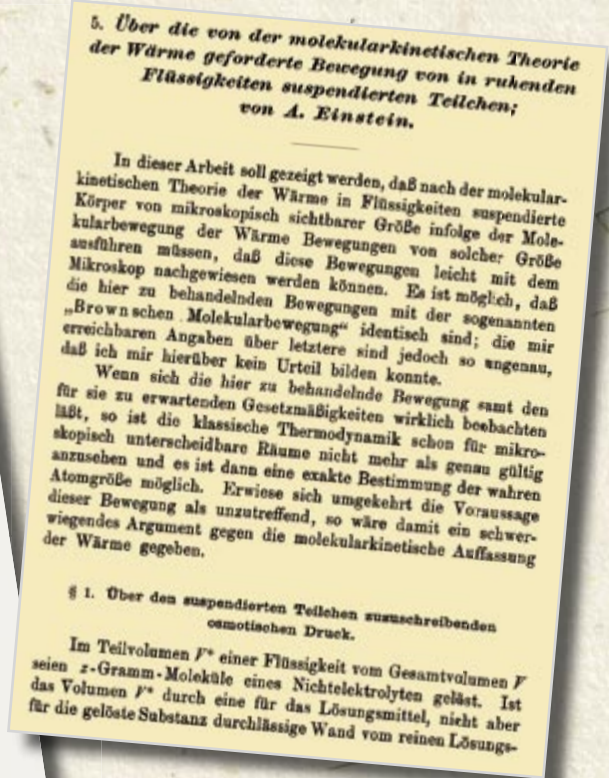 5. Über die von der molekularkinetischen Theorie
der Wärme geforderte Bewegung von in ruhenden
Flüssigkeiten suspendierten Teilchen;
von A. Einstein.
In dieser Arbeit soll gezeigt werden, daß nach der molekular-
kinetischen Theorie der Wärme in Flüssigkeiten suspendierte
Körper von mikroskopisch sichtbarer Größe infolge der Mole-
kularbewegung der Wärme Bewegungen von solcher Größe
ausführen müssen, daß diese Bewegungen leicht mit dem
Mikroskop nachgewiesen werden können. Es ist möglich, daß
die hier zu behandelnden Bewegungen mit der sogenannten
„Brownschen Molekularbewegung“ identisch sind; die mir
erreichbaren Angaben über letztere sind jedoch so ungenau,
daß ich mir hierüber kein Urteil bilden konnte.
Wenn sich die hier zu behandelnde Bewegung samt den
für sie zu erwartenden Gesetzmäßigkeiten wirklich beobachten
läßt, so ist die klassische Thermodynamik schon für mikro-
skopisch unterscheidbare Räume nicht mehr als genau gültig
anzusehen und es ist dann eine exakte Bestimmung der wahren
Atomgröße möglich. Erwiese sich umgekehrt die Voraussage
dieser Bewegung als unzutreffend, so wäre damit ein schwer-
wiegendes Argument gegen die molekularkinetische Auffassung
der Wärme gegeben.
§ 1. Über den suspendierten Teilchen zuzuschreibenden
osmotischen Druck.
Im Teilvolumen V* einer Flüssigkeit vom Gesamtvolumen V
seien z-Gramm-Moleküle eines Nichtelektrolyten gelöst. Ist
das Volumen V* durch eine für das Lösungsmittel, nicht aber
für die gelöste Substanz durchlässige Wand vom reinen Lösungs-